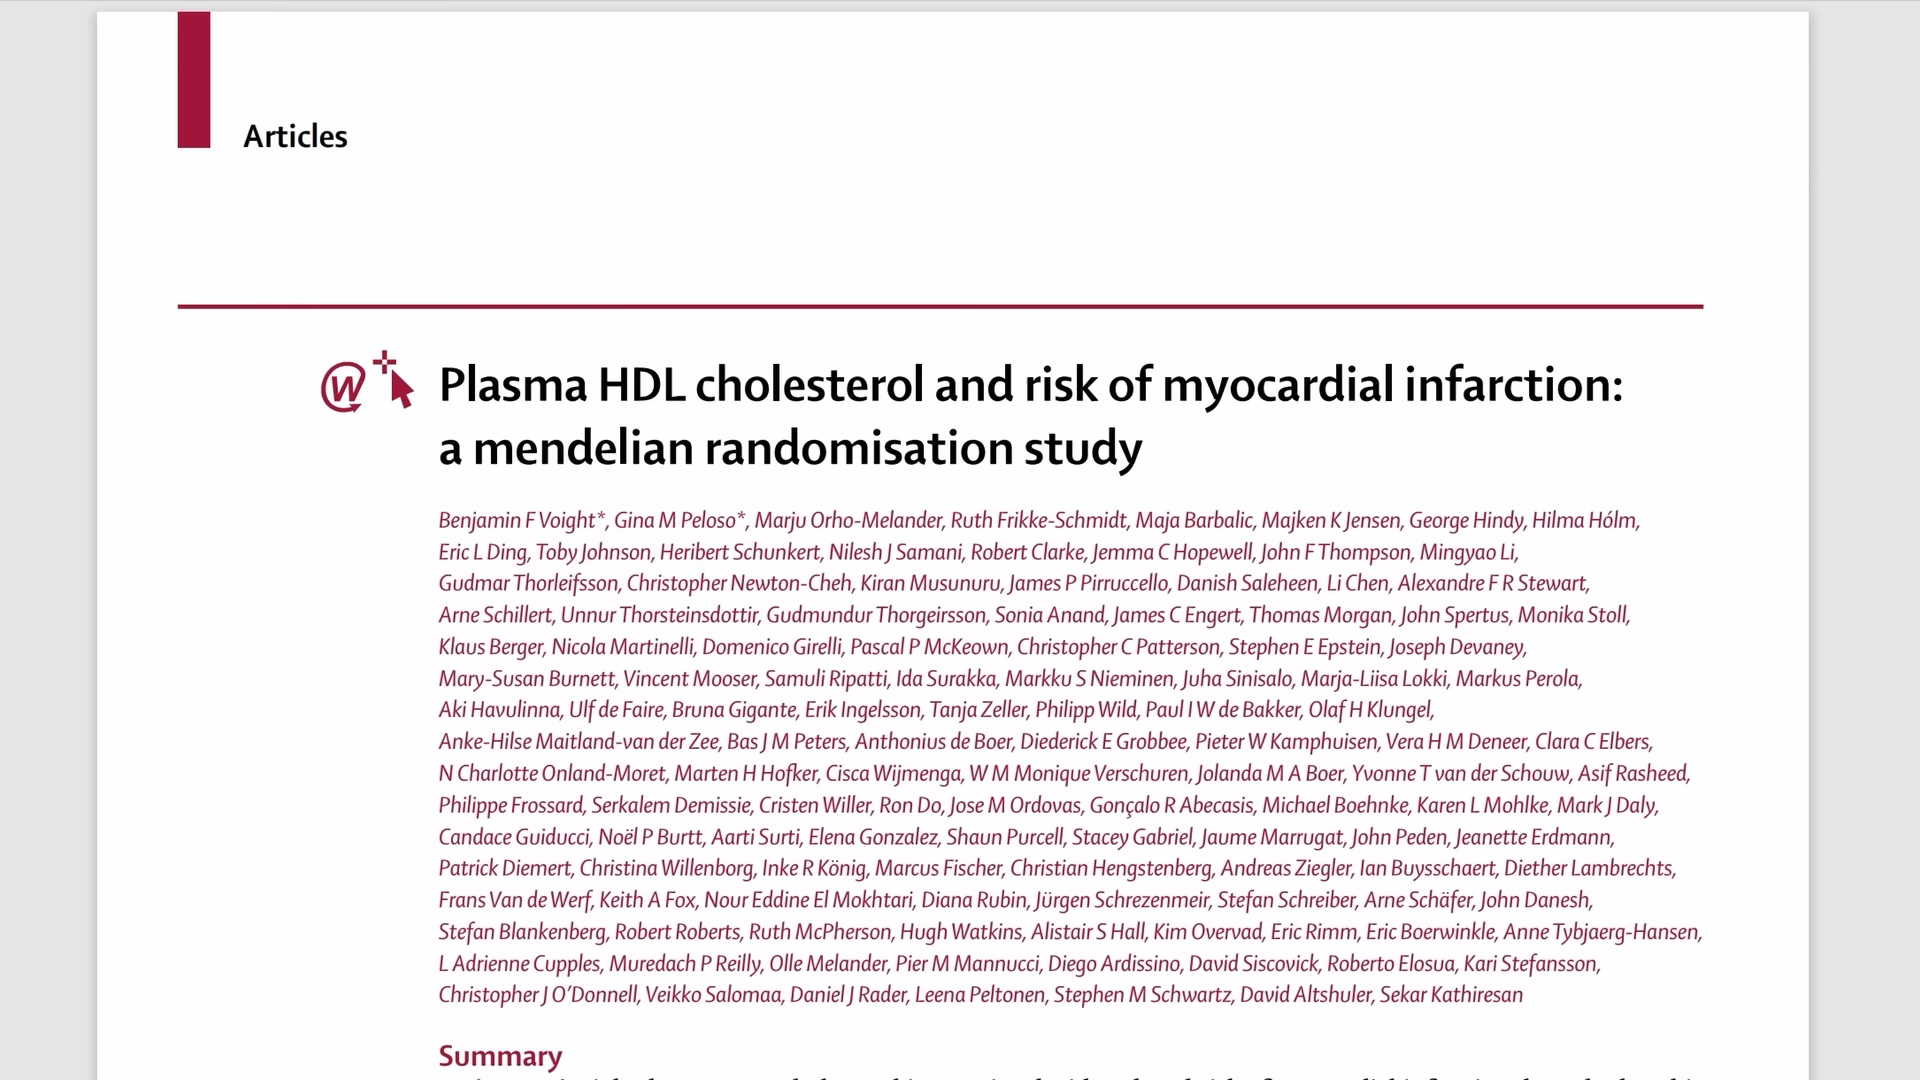 Articles
W
Plasma HDL cholesterol and risk of myocardial infarction:
a mendelian randomisation study
Benjamin F Voight*, Gina M Peloso*, Marju Orho-Melander, Ruth Frikke-Schmidt, Maja Barbalic, Majken K Jensen, George Hindy, Hilma Hólm,
Eric L Ding, Toby Johnson, Heribert Schunkert, Nilesh J Samani, Robert Clarke, Jemma C Hopewell, John F Thompson, Mingyao Li,
Gudmar Thorleifsson, Christopher Newton-Cheh, Kiran Musunuru, James P Pirruccello, Danish Saleheen, Li Chen, Alexandre F R Stewart,
Arne Schillert, Unnur Thorsteinsdottir, Gudmundur Thorgeirsson, Sonia Anand, James C Engert, Thomas Morgan, John Spertus, Monika Stoll,
Klaus Berger, Nicola Martinelli, Domenico Girelli, Pascal P McKeown, Christopher C Patterson, Stephen E Epstein, Joseph Devaney,
Mary-Susan Burnett, Vincent Mooser, Samuli Ripatti, Ida Surakka, Markku S Nieminen, Juha Sinisalo, Marja-Liisa Lokki, Markus Perola,
Aki Havulinna, Ulf de Faire, Bruna Gigante, Erik Ingelsson, Tanja Zeller, Philipp Wild, Paul I W de Bakker, Olaf H Klungel,
Anke-Hilse Maitland-van der Zee, Bas J M Peters, Anthonius de Boer, Diederick E Grobbee, Pieter W Kamphuisen, Vera H M Deneer, Clara C Elbers,
N Charlotte Onland-Moret, Marten H Hofker, Cisca Wijmenga, W M Monique Verschuren, Jolanda M A Boer, Yvonne T van der Schouw, Asif Rasheed,
Philippe Frossard, Serkalem Demissie, Cristen Willer, Ron Do, Jose M Ordovas, Gonçalo R Abecasis, Michael Boehnke, Karen L Mohlke, Mark J Daly,
Candace Guiducci, Noël P Burtt, Aarti Surti, Elena Gonzalez, Shaun Purcell, Stacey Gabriel, Jaume Marrugat, John Peden, Jeanette Erdmann,
Patrick Diemert, Christina Willenborg, Inke R König, Marcus Fischer, Christian Hengstenberg, Andreas Ziegler, Ian Buysschaert, Diether Lambrechts,
Frans Van de Werf, Keith A Fox, Nour Eddine El Mokhtari, Diana Rubin, Jürgen Schrezenmeir, Stefan Schreiber, Arne Schäfer, John Danesh,
Stefan Blankenberg, Robert Roberts, Ruth McPherson, Hugh Watkins, Alistair S Hall, Kim Overvad, Eric Rimm, Eric Boerwinkle, Anne Tybjaerg-Hansen,
L Adrienne Cupples, Muredach P Reilly, Olle Melander, Pier M Mannucci, Diego Ardissino, David Siscovick, Roberto Elosua, Kari Stefansson,
Christopher J O’Donnell, Veikko Salomaa, Daniel J Rader, Leena Peltonen, Stephen M Schwartz, David Altshuler, Sekar Kathiresan
Summary